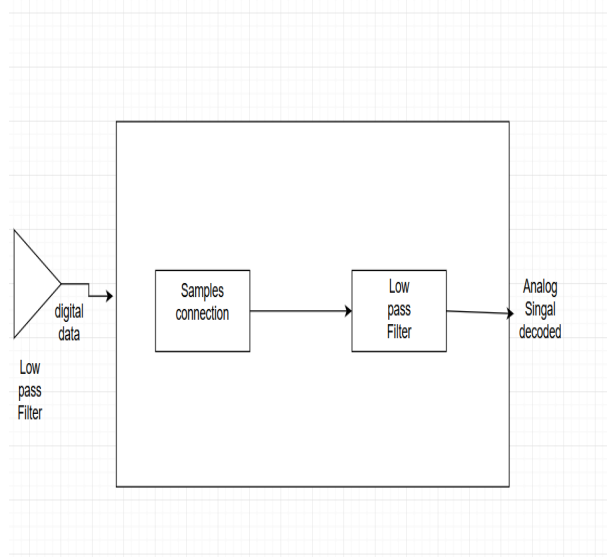 digital
data
Low
pass
Filter
Samples
connection
Low
pass
Filter
Analog
Singal
decoded